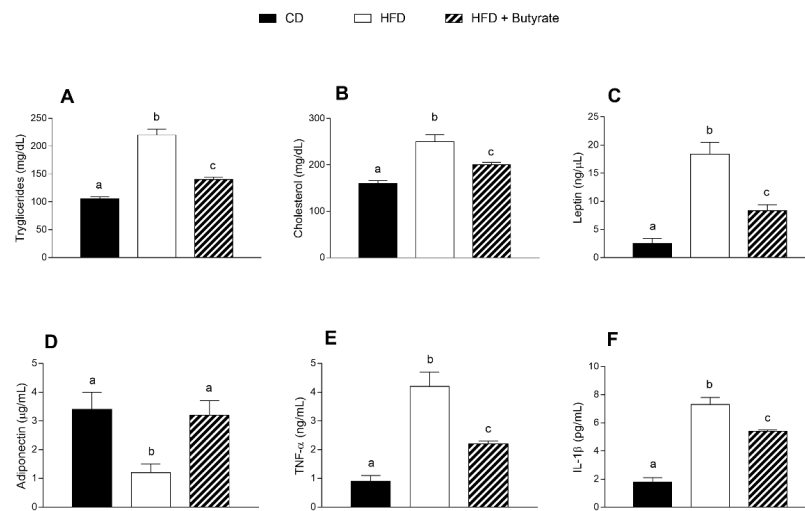 CD HFD HFD + Butyrate
A
Tryglicerides (mg/dL)
250
200
150
100
50
0
a
b
c
B
Cholesterol (mg/dL)
300
200
100
0
a
b
c
C
Leptin (ng/µL)
25
20
15
10
5
0
a
b
c
D
Adiponectin (µg/mL)
5
4
3
2
1
0
a
b
a
E
TNF-α (ng/mL)
5
4
3
2
1
0
a
b
c
F
IL-1β (pg/mL)
8
6
4
2
0
a
b
c